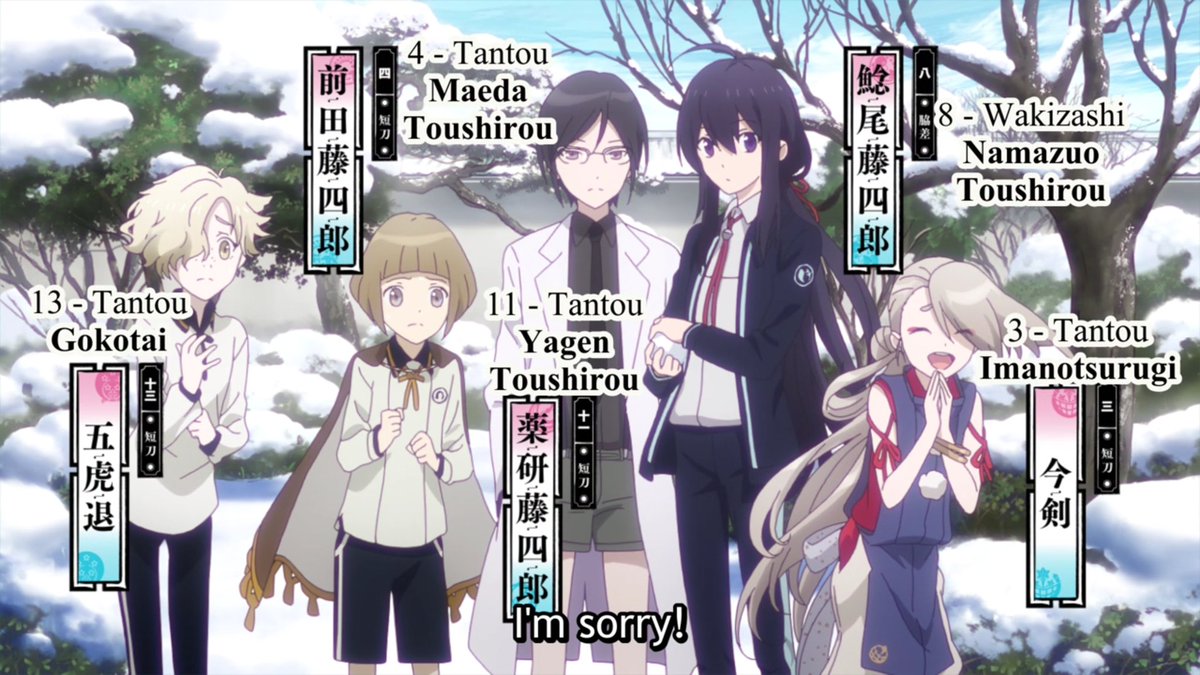 前田藤四郎
四 短刀
4 - Tantou
Maeda
Toushirou
鯰尾藤四郎
八 脇差
8 - Wakizashi
Namazuo
Toushirou
13 - Tantou
Gokotai
五虎退
十三 短刀
11 - Tantou
Yagen
Toushirou
薬研藤四郎
十一 短刀
3 - Tantou
Imanotsurugi
今剣
三 短刀
I'm sorry!